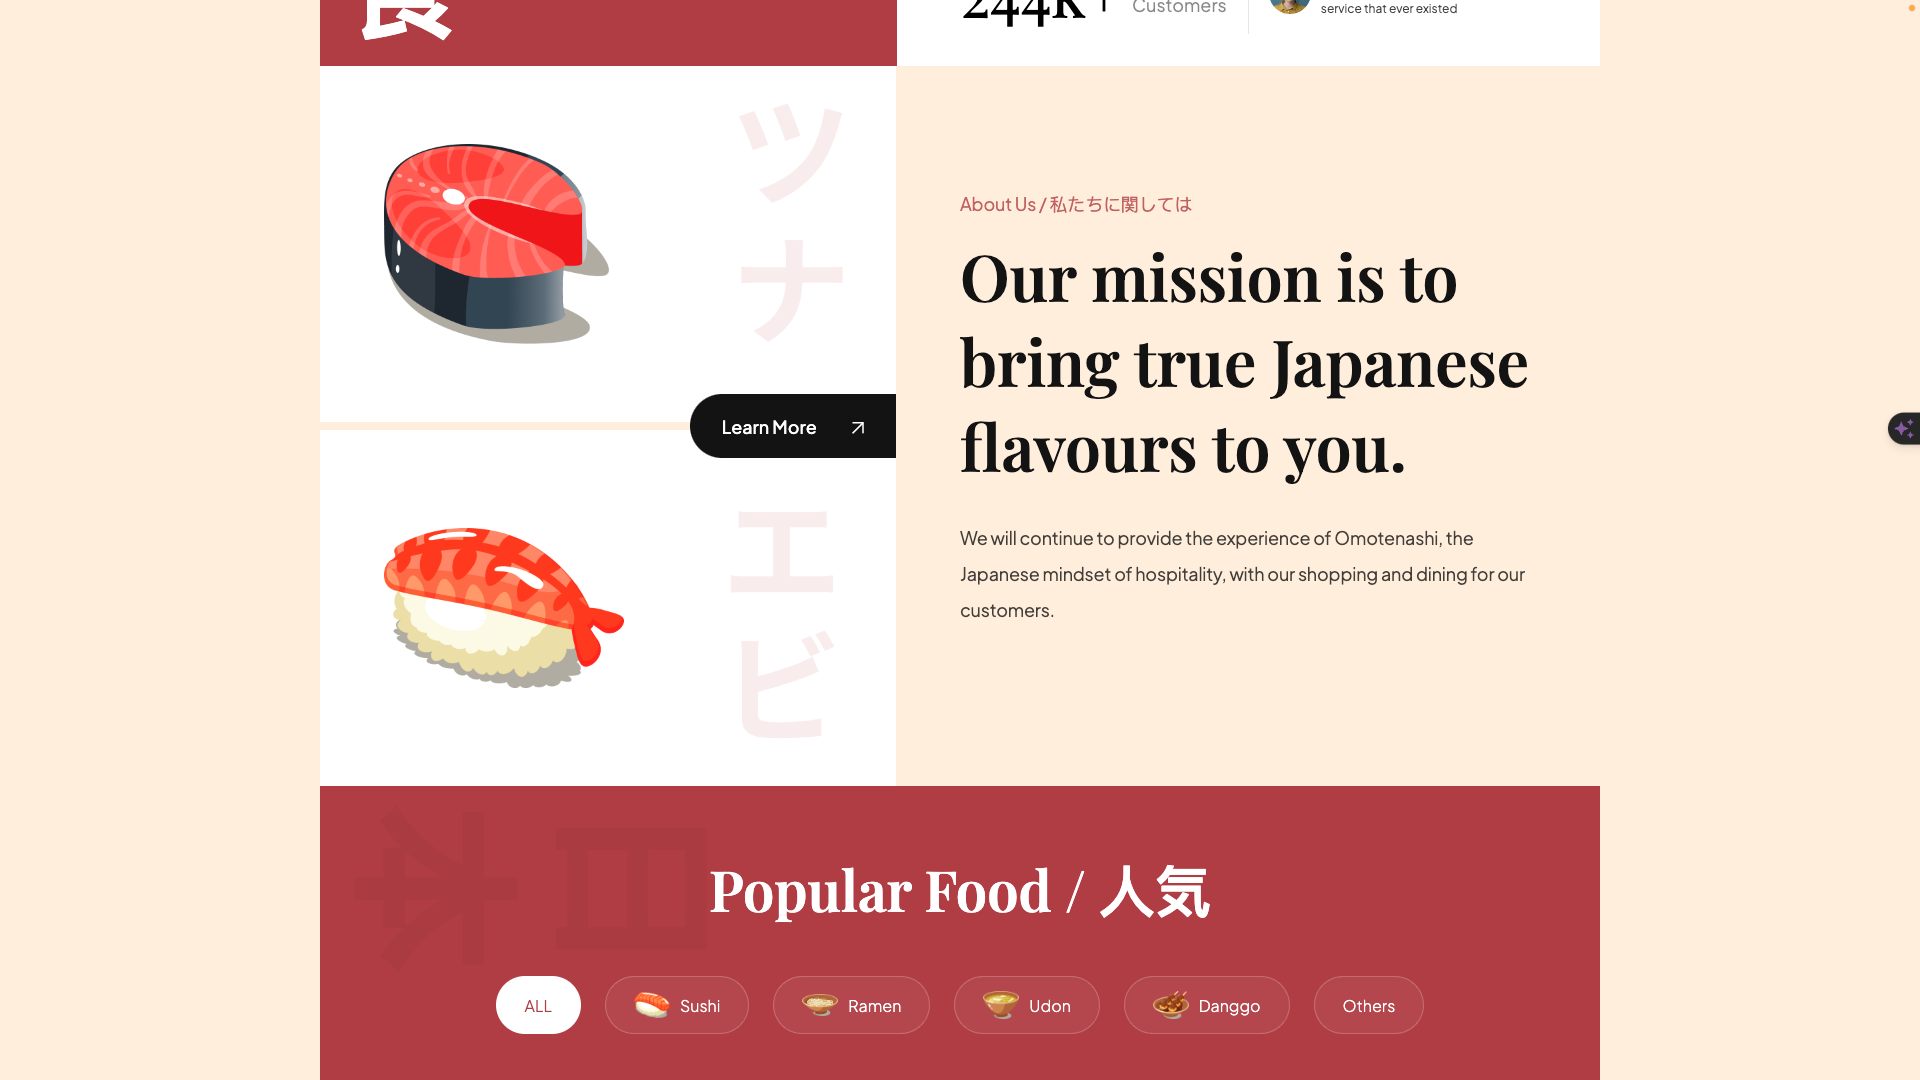 食
244k+
Customers
service that ever existed
ツナ
Learn More
エビ
About Us / 私たちに関しては
Our mission is to
bring true Japanese
flavours to you.
We will continue to provide the experience of Omotenashi, the
Japanese mindset of hospitality, with our shopping and dining for our
customers.
日本
Popular Food / 人気
ALL
Sushi
Ramen
Udon
Danggo
Others